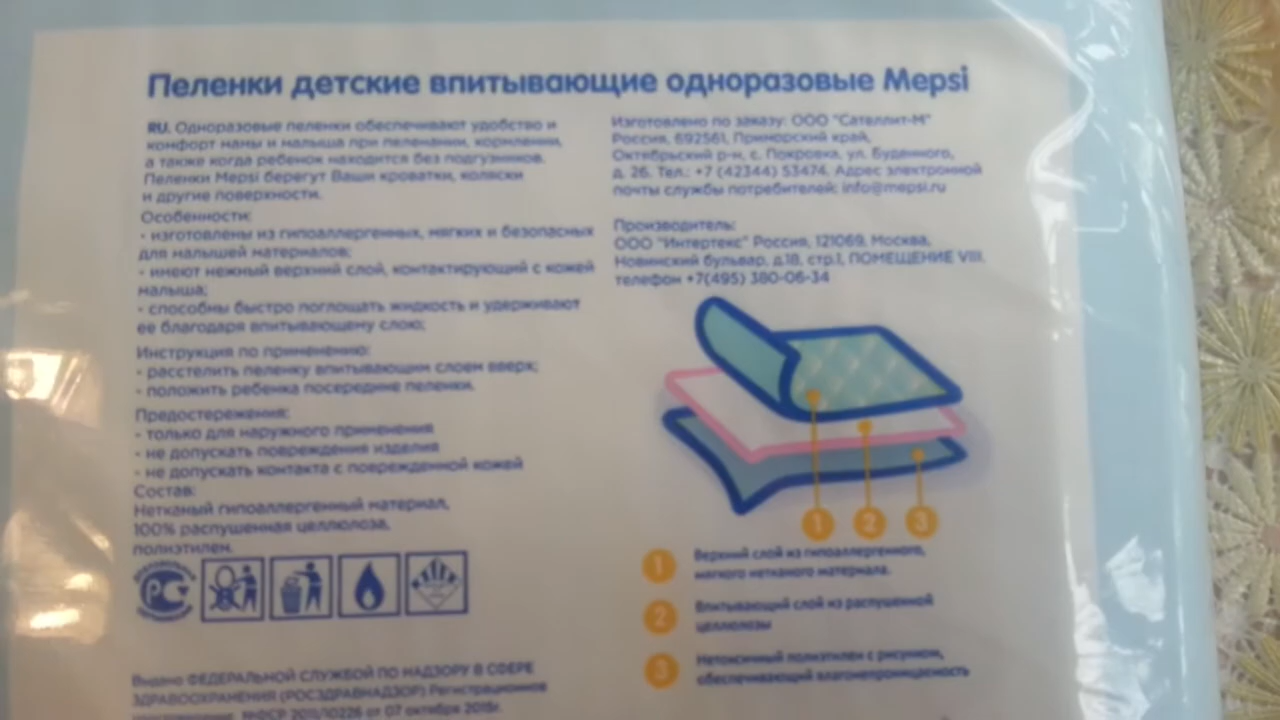 Пеленки детские впитывающие одноразовые Mepsi
RU. Одноразовые пеленки обеспечивают удобство и
комфорт мамы и малыша при пеленании, кормлении,
а также когда ребенок находится без подгузников.
Пеленки Mepsi берегут Ваши кроватки, коляски
и другие поверхности.
Особенности:
- изготовлены из гипоаллергенных, мягких и безопасных
для малышей материалов;
- имеют нежный верхний слой, контактирующий с кожей
малыша;
- способны быстро поглощать жидкость и удерживают
ее благодаря впитывающему слою;
Инструкция по применению:
- расстелить пеленку впитывающим слоем вверх;
- положить ребенка посередине пеленки.
Предостережения:
- только для наружного применения
- не допускать повреждения изделия
- не допускать контакта с поврежденной кожей
Состав:
Нетканый гипоаллергенный материал,
100% распушенная целлюлоза,
полиэтилен.
Выдано ФЕДЕРАЛЬНОЙ СЛУЖБОЙ ПО НАДЗОРУ В СФЕРЕ
ЗДРАВООХРАНЕНИЯ (РОСЗДРАВНАДЗОР) Регистрационное
от 07 октября
Изготовлено по заказу: ООО "Сателлит-М"
Россия, 692561, Приморский край,
Октябрьский р-н, с. Покровка, ул. Буденного,
д. 26. Тел.: +7 (42344) 53474, Адрес электронной
почты службы потребителей: info@mepsi.ru
Производитель:
ООО "Интертекс" Россия, 121069, Москва,
Новинский бульвар, д.18, стр.1, ПОМЕЩЕНИЕ VIII,
телефон +7(495) 380-06-34
1 2 3
1 Верхний слой из гипоаллергенного,
мягкого нетканого материала.
2 Впитывающий слой из распушенной
целлюлозы
3 Нетоксичный полиэтилен с рисунком,
обеспечивающий влагонепроницаемость